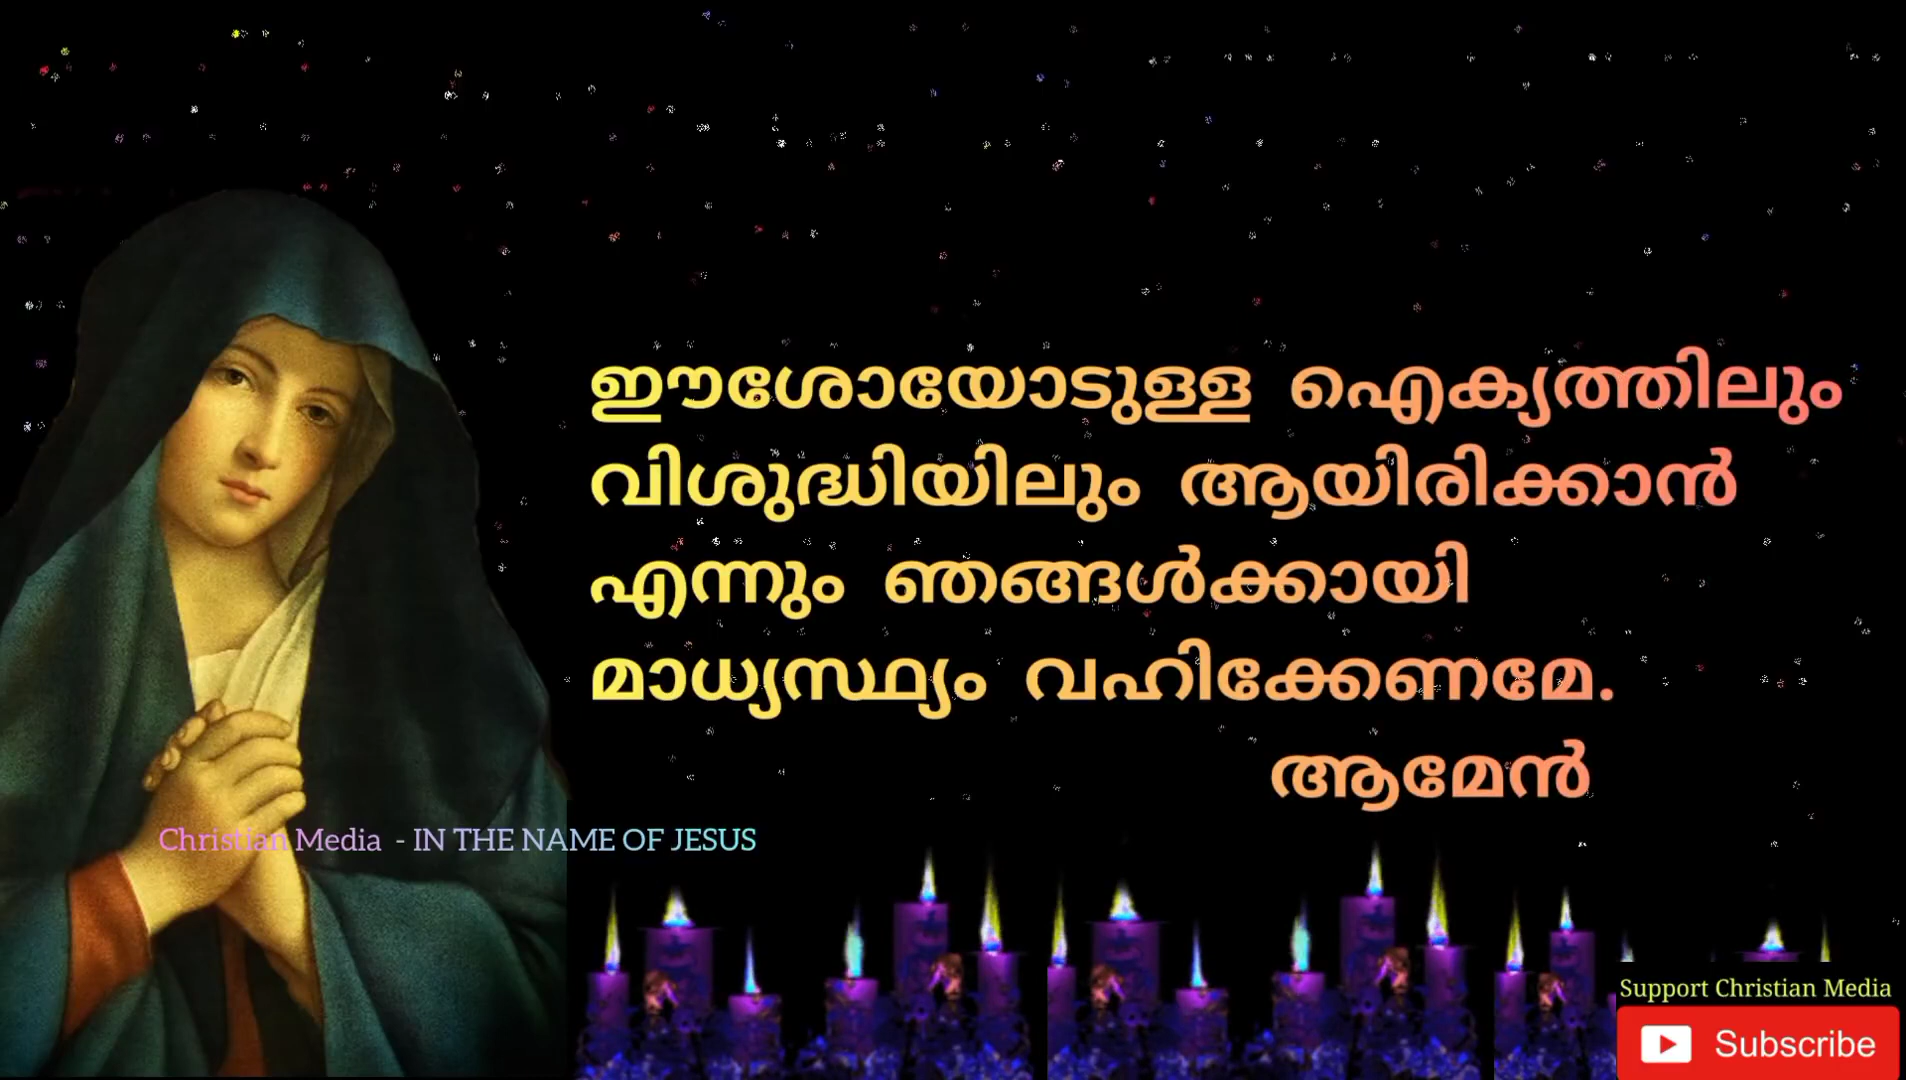 ഈശോയോടുള്ള ഐക്യത്തിലും
വിശുദ്ധിയിലും ആയിരിക്കാൻ
എന്നും ഞങ്ങൾക്കായി
മാധ്യസ്ഥ്യം വഹിക്കേണമേ.
ആമേൻ
Christian Media - IN THE NAME OF JESUS
Support Christian Media
Subscribe